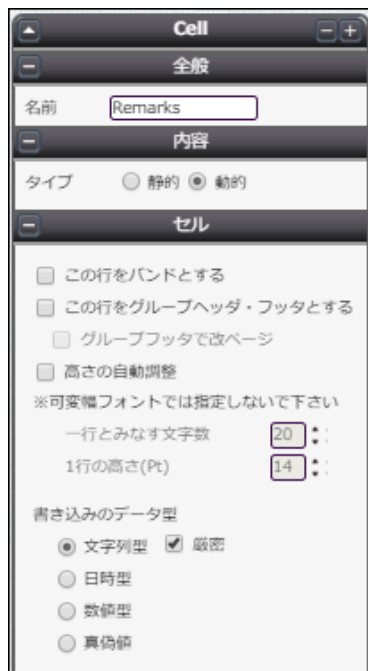 Cell
全般
名前 Remarks
内容
タイプ 静的 動的
セル
この行をバンドとする
この行をグループヘッダ・フッタとする
グループフッタで改ページ
高さの自動調整
※可変幅フォントでは指定しないで下さい
一行とみなす文字数 20
1行の高さ(Pt) 14
書き込みのデータ型
文字列型 厳密
日時型
数値型
真偽値